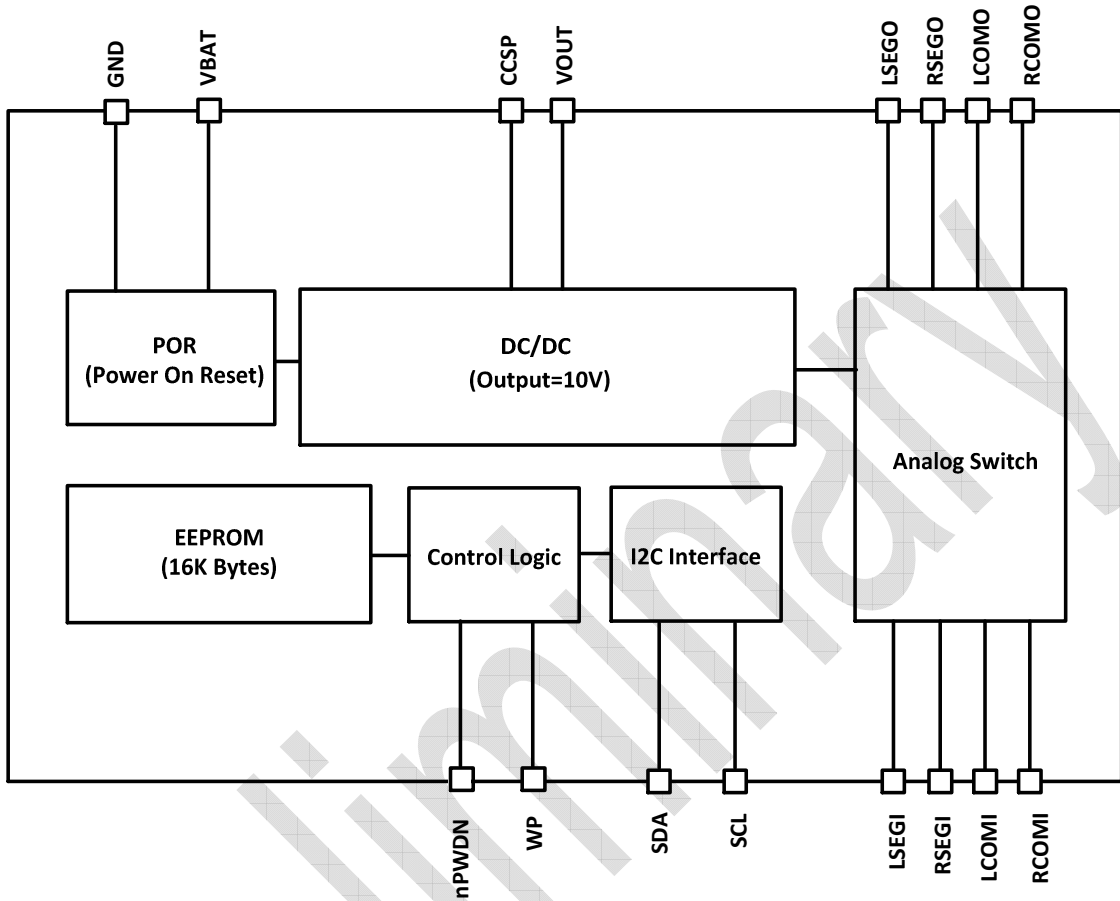 GND
VBAT
CCSP
VOUT
LSEGO
RSEGO
LCOMO
RCOMO
POR
(Power On Reset)
DC/DC
(Output=10V)
Analog Switch
EEPROM
(16K Bytes)
Control Logic
I2C Interface
nPWDN
WP
SDA
SCL
LSEGI
RSEGI
LCOMI
RCOMI
liminary